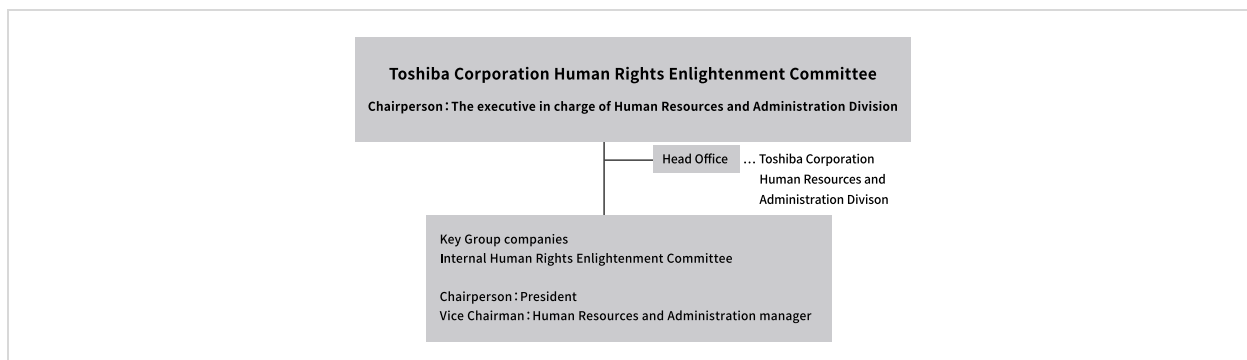 Toshiba Corporation Human Rights Enlightenment Committee
Chairperson：The executive in charge of Human Resources and Administration Division
Head Office … Toshiba Corporation
Human Resources and
Administration Divison
Key Group companies
Internal Human Rights Enlightenment Committee
Chairperson：President
Vice Chairman：Human Resources and Administration manager